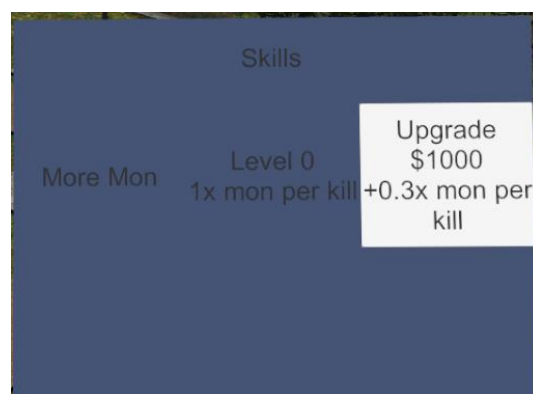 Skills
More Mon
Level 0
1x mon per kill
Upgrade
$1000
+0.3x mon per
kill